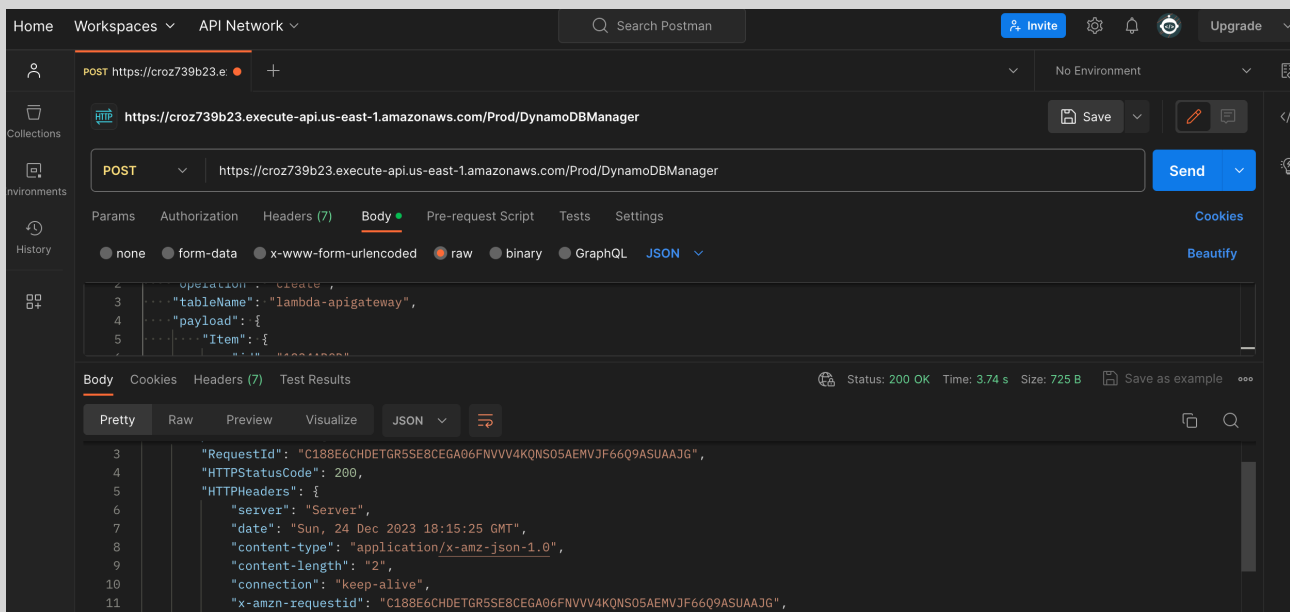 Home Workspaces API Network Search Postman Invite Upgrade
POST https://croz739b23.e: No Environment
HTTP https://croz739b23.execute-api.us-east-1.amazonaws.com/Prod/DynamoDBManager Save
Collections
POST https://croz739b23.execute-api.us-east-1.amazonaws.com/Prod/DynamoDBManager Send
nvironments
Params Authorization Headers (7) Body Pre-request Script Tests Settings Cookies
History
none form-data x-www-form-urlencoded raw binary GraphQL JSON Beautify
2 "operation": "create",
3 "tableName": "lambda-apigateway",
4 "payload": {
5 "Item": {
"id": "1234ABCD"
Body Cookies Headers (7) Test Results Status: 200 OK Time: 3.74 s Size: 725 B Save as example
Pretty Raw Preview Visualize JSON
3 "RequestId": "C188E6CHDETGR5SE8CEGA06FNVVV4KQNSO5AEMVJF66Q9ASUAAJG",
4 "HTTPStatusCode": 200,
5 "HTTPHeaders": {
6 "server": "Server",
7 "date": "Sun, 24 Dec 2023 18:15:25 GMT",
8 "content-type": "application/x-amz-json-1.0",
9 "content-length": "2",
10 "connection": "keep-alive",
11 "x-amzn-requestid": "C188E6CHDETGR5SE8CEGA06FNVVV4KQNSO5AEMVJF66Q9ASUAAJG",